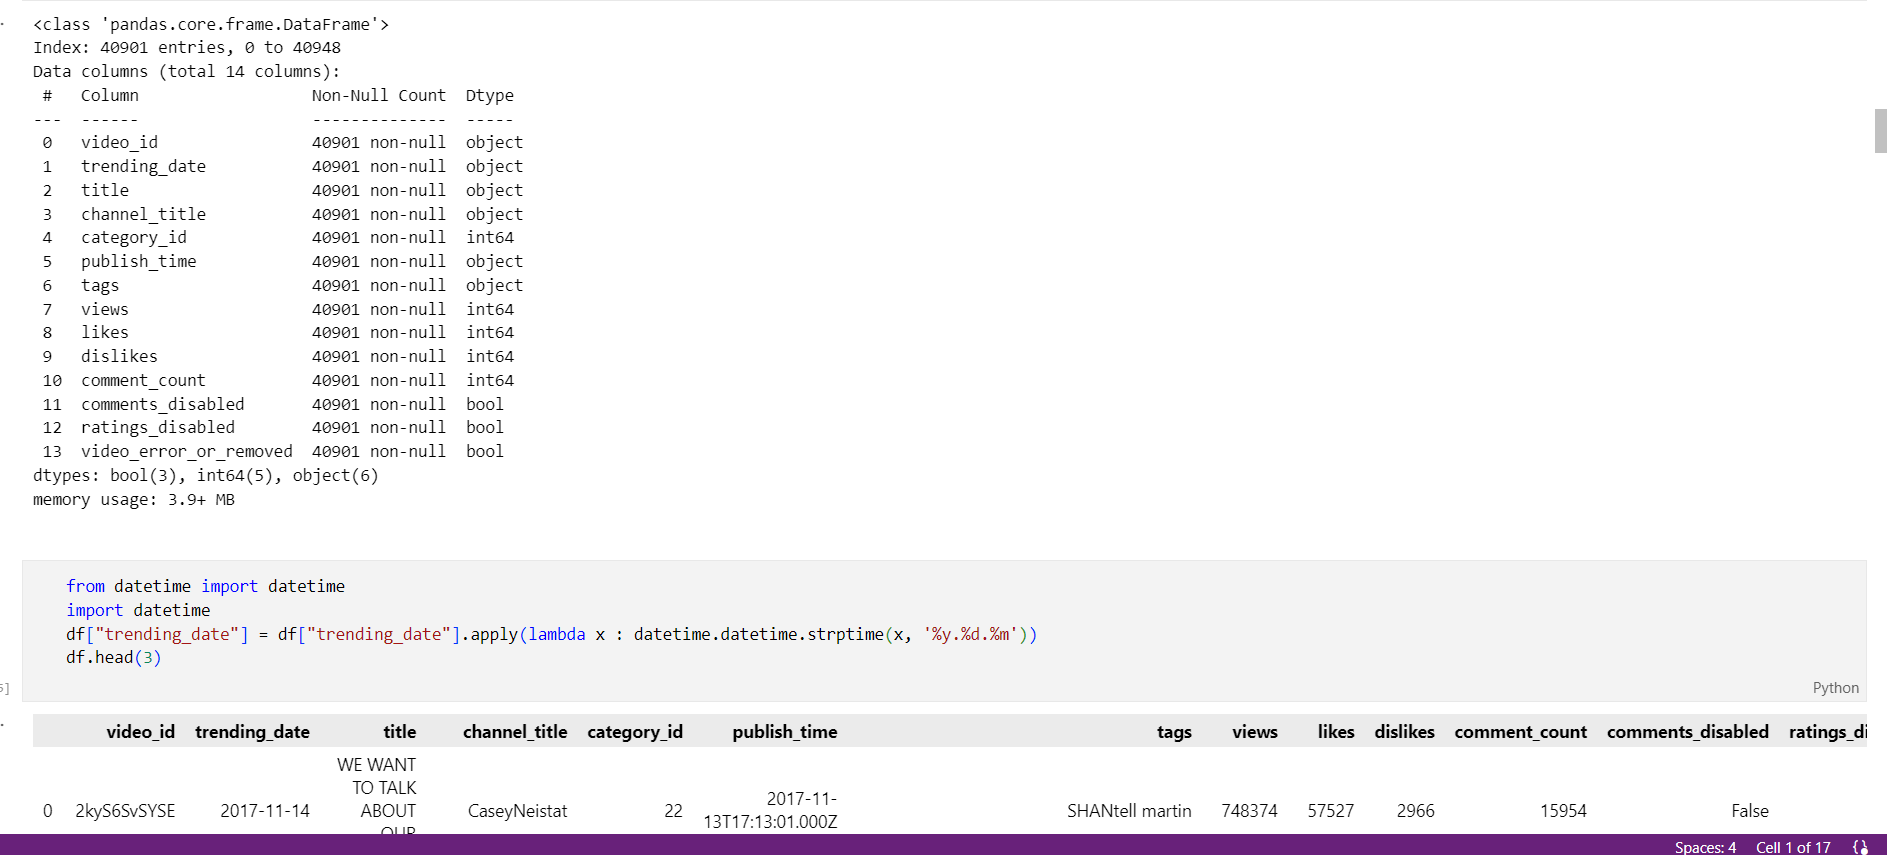 <class 'pandas.core.frame.DataFrame'>
Index: 40901 entries, 0 to 40948
Data columns (total 14 columns):
 #   Column                  Non-Null Count  Dtype
---  ------                  --------------  -----
 0   video_id                40901 non-null  object
 1   trending_date           40901 non-null  object
 2   title                   40901 non-null  object
 3   channel_title           40901 non-null  object
 4   category_id             40901 non-null  int64
 5   publish_time            40901 non-null  object
 6   tags                    40901 non-null  object
 7   views                   40901 non-null  int64
 8   likes                   40901 non-null  int64
 9   dislikes                40901 non-null  int64
 10  comment_count           40901 non-null  int64
 11  comments_disabled       40901 non-null  bool
 12  ratings_disabled        40901 non-null  bool
 13  video_error_or_removed  40901 non-null  bool
dtypes: bool(3), int64(5), object(6)
memory usage: 3.9+ MB
from datetime import datetime
import datetime
df["trending_date"] = df["trending_date"].apply(lambda x : datetime.datetime.strptime(x, '%y.%d.%m'))
df.head(3)
Python
video_id trending_date title channel_title category_id publish_time tags views likes dislikes comment_count comments_disabled ratings_di
WE WANT
TO TALK
ABOUT
OUR
0 2kyS6SvSYSE 2017-11-14 CaseyNeistat 22 2017-11-
13T17:13:01.000Z SHANtell martin 748374 57527 2966 15954 False
Spaces: 4 Cell 1 of 17